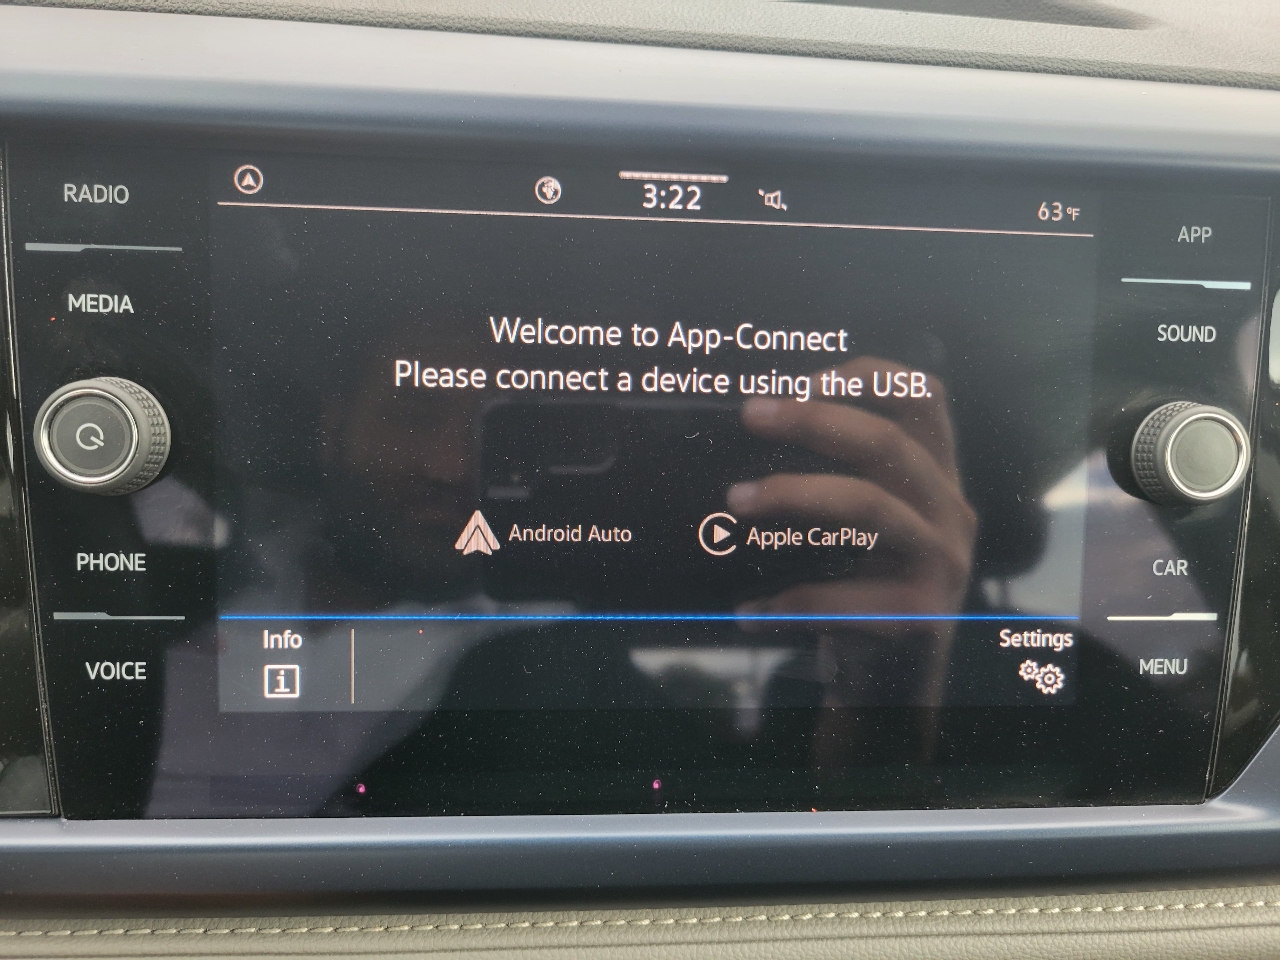 RADIO
MEDIA
PHONE
VOICE
3:22
63°F
Welcome to App-Connect
Please connect a device using the USB.
Android Auto
Apple CarPlay
Info
i
Settings
APP
SOUND
CAR
MENU